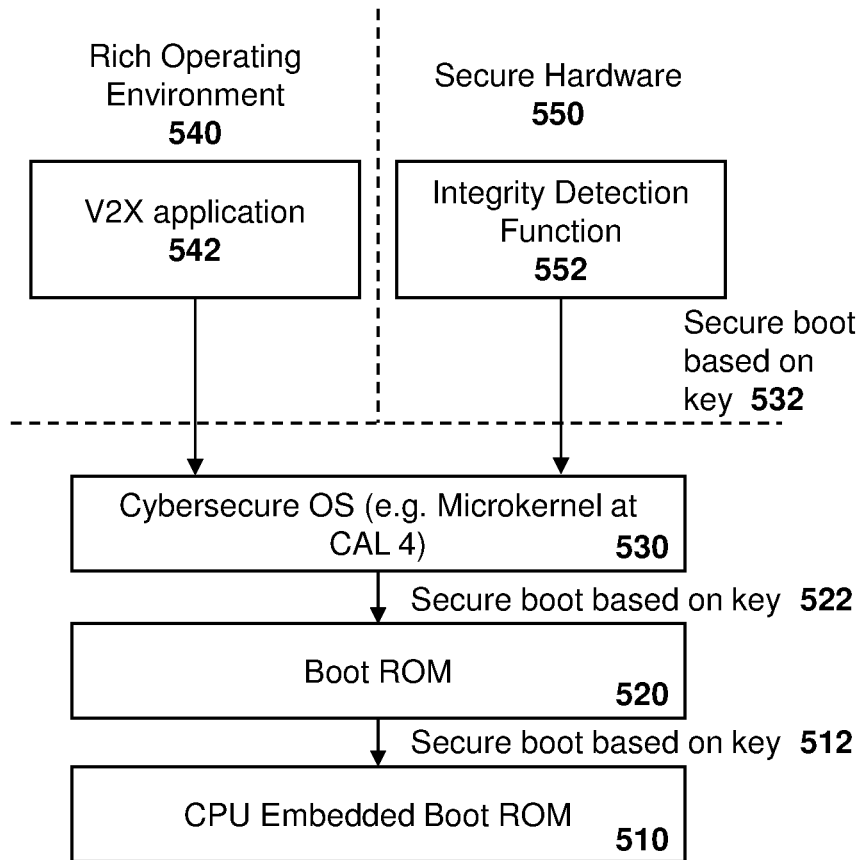 Rich Operating
Environment
540
Secure Hardware
550
V2X application
542
Integrity Detection
Function
552
Secure boot
based on
key 532
Cybersecure OS (e.g. Microkernel at
CAL 4)
530
Secure boot based on key 522
Boot ROM
520
Secure boot based on key 512
CPU Embedded Boot ROM
510